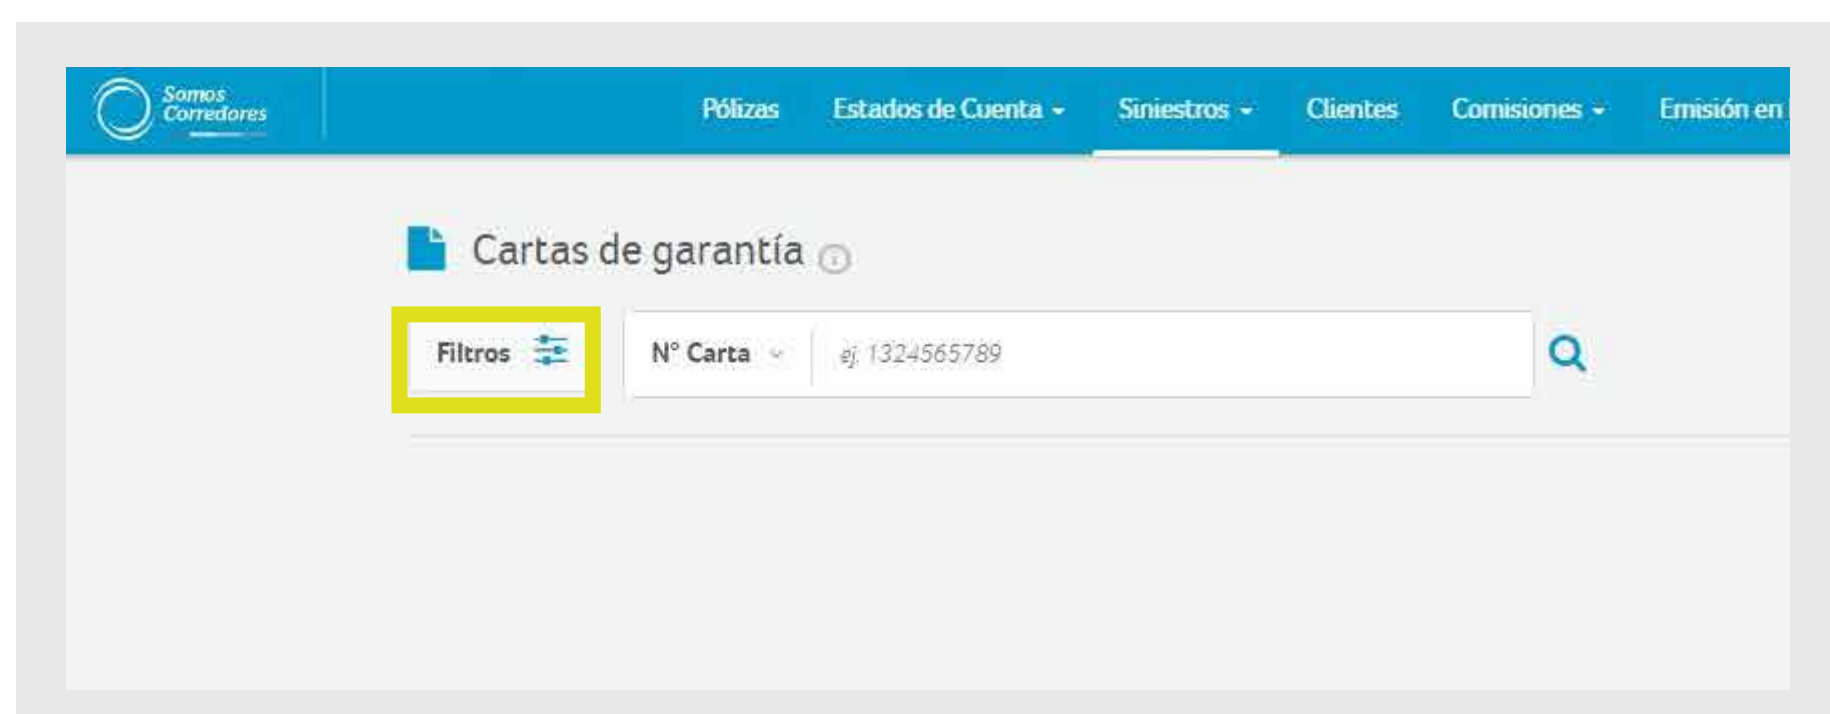 Somos
Corredores
Pólizas Estados de Cuenta Siniestros Clientes Comisiones Emisión en
Cartas de garantía
Filtros N° Carta ej. 1324565789